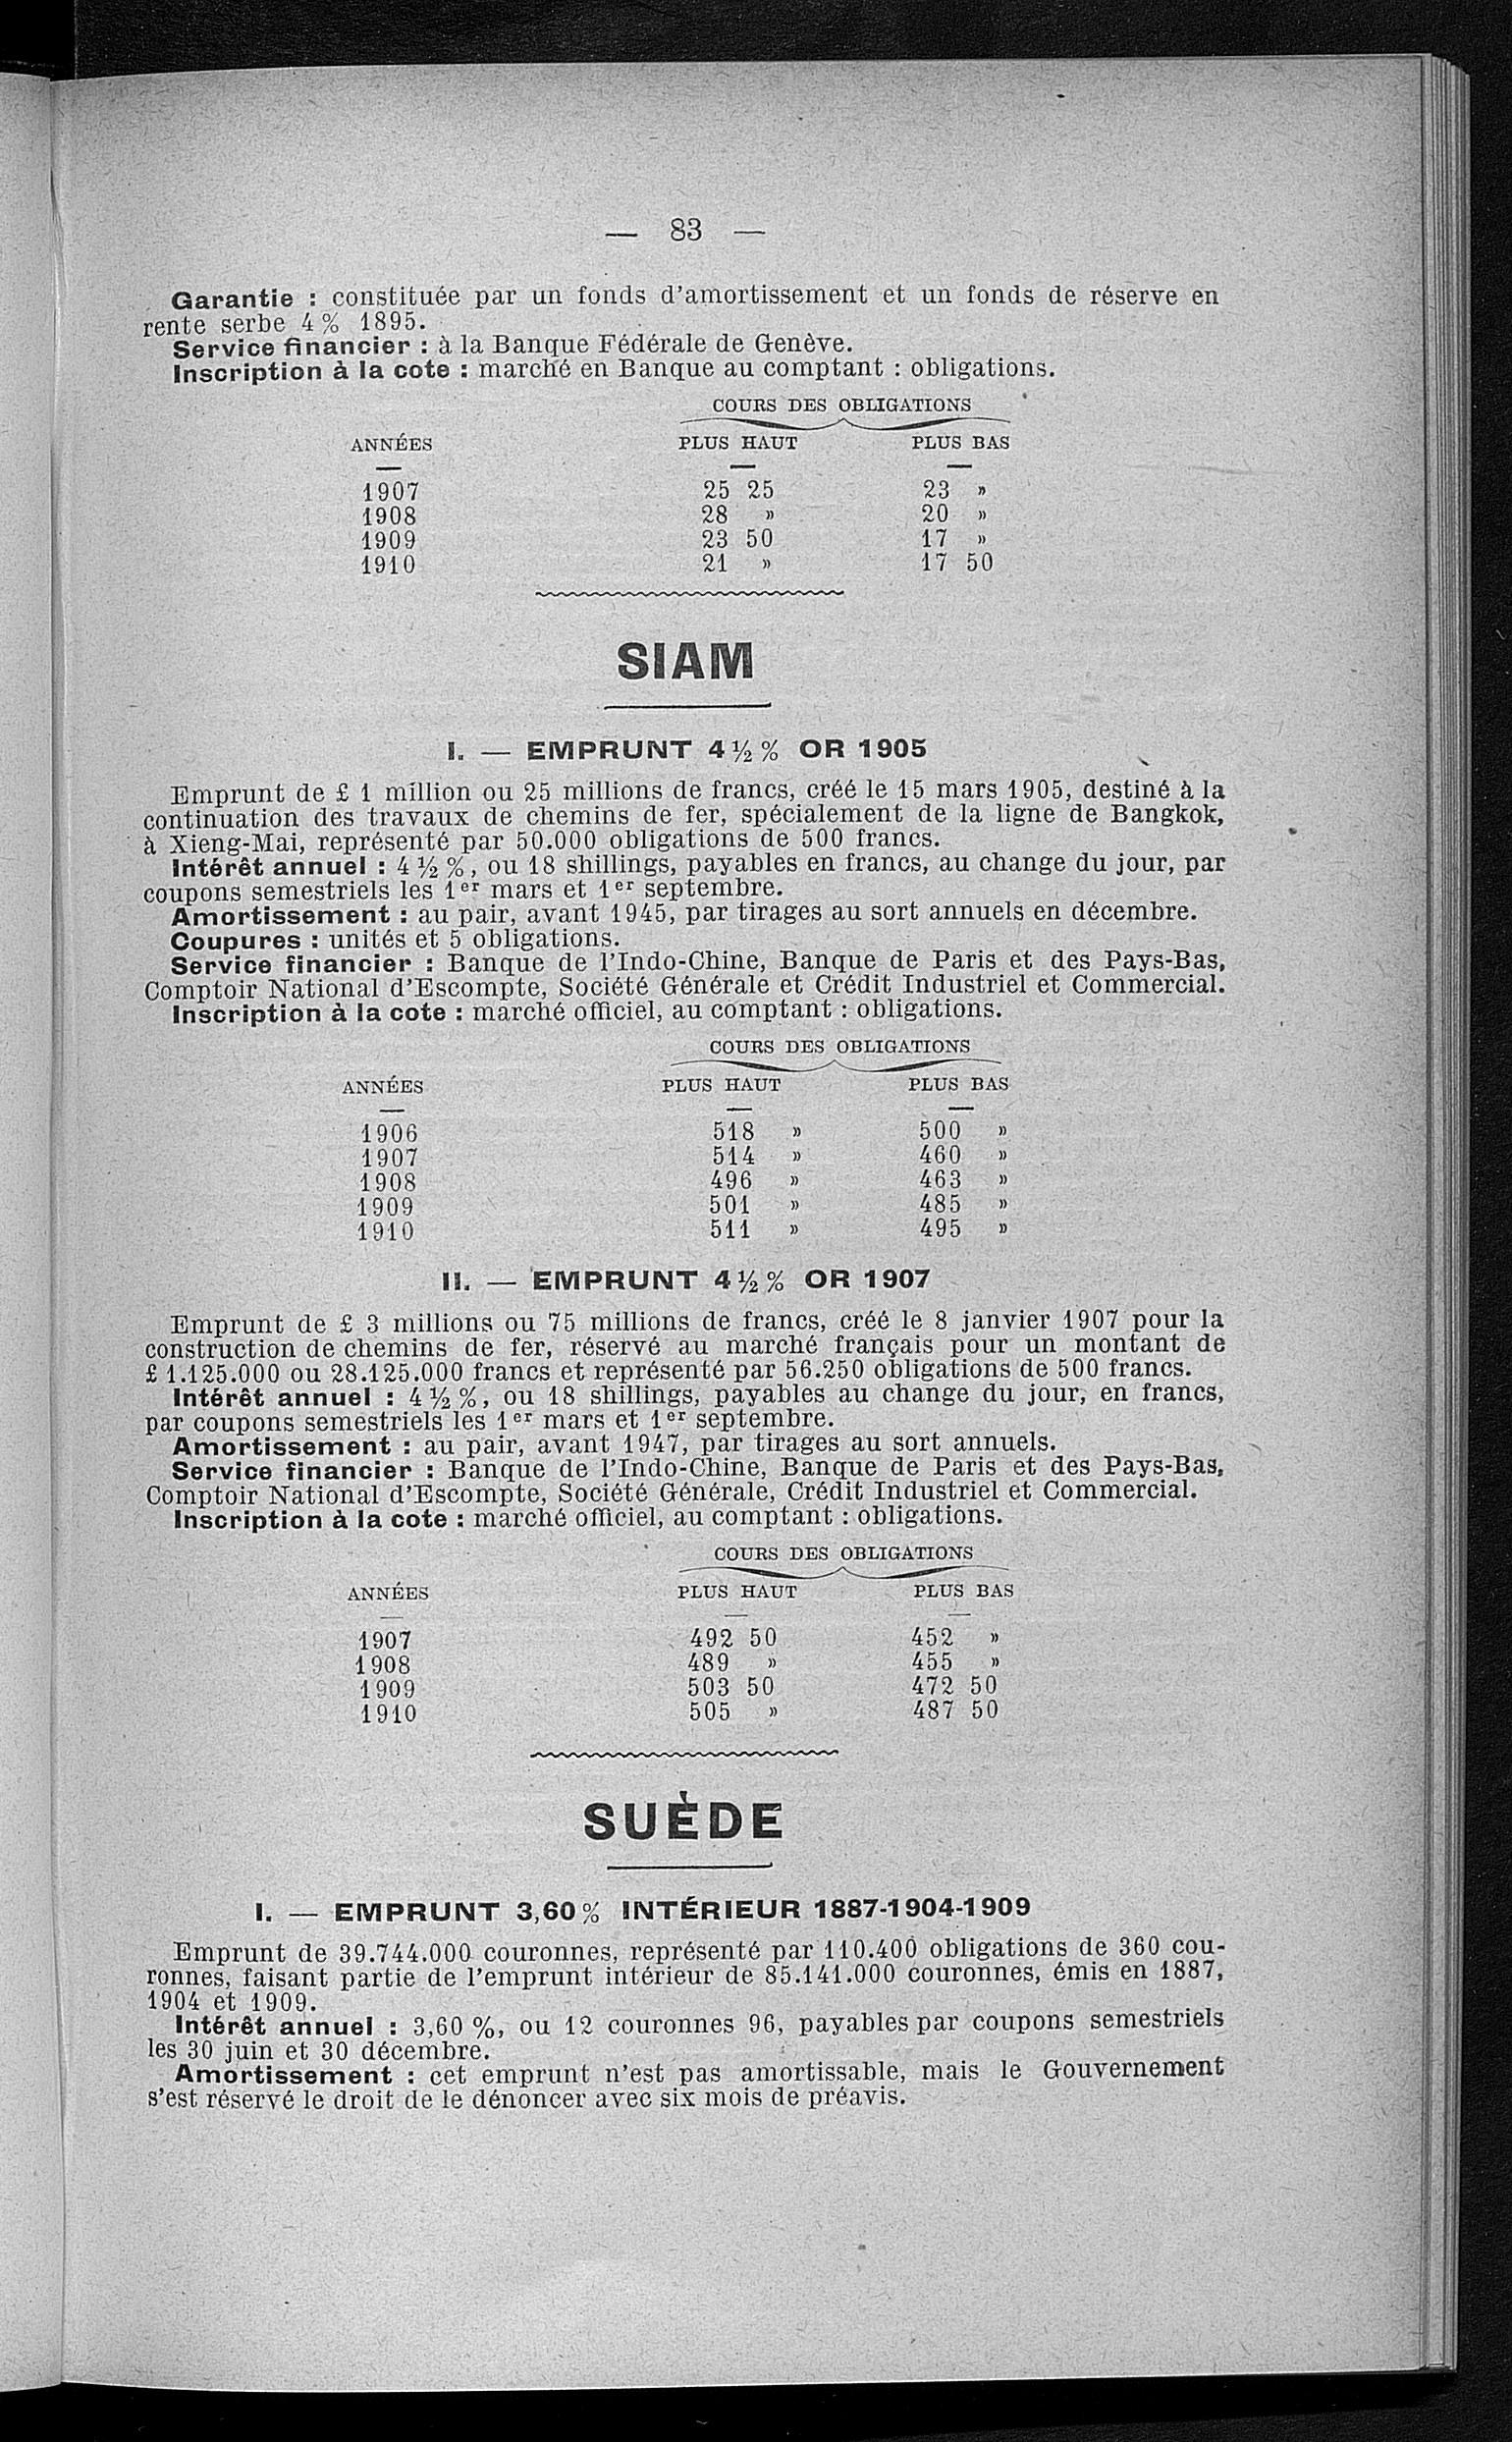 — 83 —
Garantie : constituée par un fonds d'amortissement et un fonds de réserve en
rente serbe 4 % 1895.
Service financier : à la Banque Fédérale de Genève.
Inscription à la cote : marché en Banque au comptant : obligations.
COURS DES OBLIGATIONS
ANNÉES PLUS HAUT PLUS BAS
1907 25 25 23 »
1908 28 » 20 »
1909 23 50 17 »
1910 21 » 17 50
SIAM
I. — EMPRUNT 4 ½ % OR 1905
Emprunt de £ 1 million ou 25 millions de francs, créé le 15 mars 1905, destiné à la
continuation des travaux de chemins de fer, spécialement de la ligne de Bangkok,
à Xieng-Mai, représenté par 50.000 obligations de 500 francs.
Intérêt annuel : 4 ½ %, ou 18 shillings, payables en francs, au change du jour, par
coupons semestriels les 1er mars et 1er septembre.
Amortissement : au pair, avant 1945, par tirages au sort annuels en décembre.
Coupures : unités et 5 obligations.
Service financier : Banque de l'Indo-Chine, Banque de Paris et des Pays-Bas,
Comptoir National d'Escompte, Société Générale et Crédit Industriel et Commercial.
Inscription à la cote : marché officiel, au comptant : obligations.
COURS DES OBLIGATIONS
ANNÉES PLUS HAUT PLUS BAS
1906 518 » 500 »
1907 514 » 460 »
1908 496 » 463 »
1909 501 » 485 »
1910 511 » 495 »
II. — EMPRUNT 4 ½ % OR 1907
Emprunt de £ 3 millions ou 75 millions de francs, créé le 8 janvier 1907 pour la
construction de chemins de fer, réservé au marché français pour un montant de
£ 1.125.000 ou 28.125.000 francs et représenté par 56.250 obligations de 500 francs.
Intérêt annuel : 4 ½ %, ou 18 shillings, payables au change du jour, en francs,
par coupons semestriels les 1er mars et 1er septembre.
Amortissement : au pair, avant 1947, par tirages au sort annuels.
Service financier : Banque de l'Indo-Chine, Banque de Paris et des Pays-Bas,
Comptoir National d'Escompte, Société Générale, Crédit Industriel et Commercial.
Inscription à la cote : marché officiel, au comptant : obligations.
COURS DES OBLIGATIONS
ANNÉES PLUS HAUT PLUS BAS
1907 492 50 452 »
1908 489 » 455 »
1909 503 50 472 50
1910 505 » 487 50
SUÈDE
I. — EMPRUNT 3,60 % INTÉRIEUR 1887-1904-1909
Emprunt de 39.744.000 couronnes, représenté par 110.400 obligations de 360 cou-
ronnes, faisant partie de l'emprunt intérieur de 85.141.000 couronnes, émis en 1887,
1904 et 1909.
Intérêt annuel : 3,60 %, ou 12 couronnes 96, payables par coupons semestriels
les 30 juin et 30 décembre.
Amortissement : cet emprunt n'est pas amortissable, mais le Gouvernement
s'est réservé le droit de le dénoncer avec six mois de préavis.